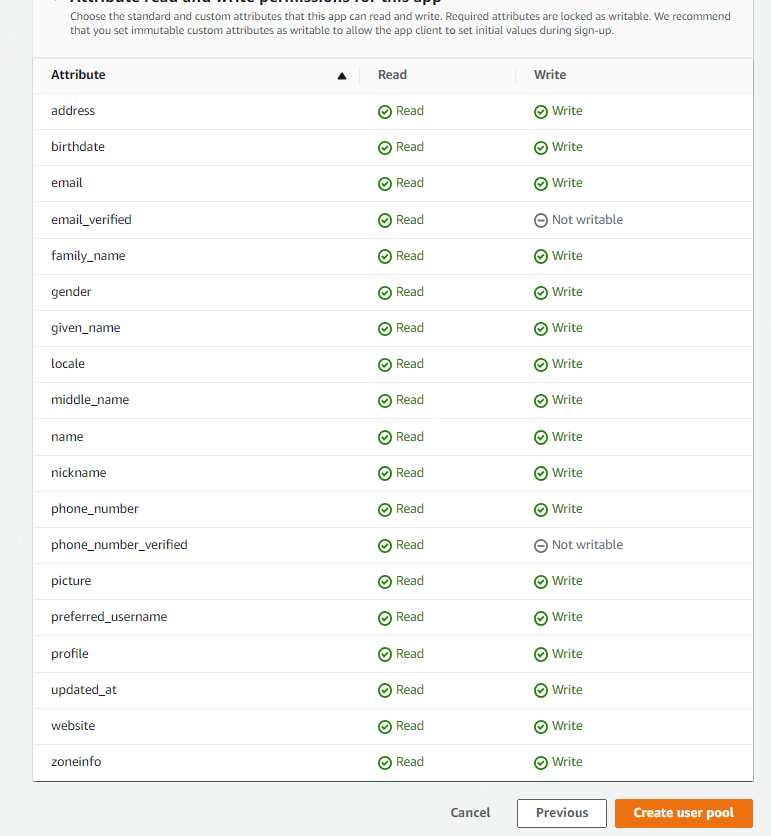 Attribute read and write permissions for this app
Choose the standard and custom attributes that this app can read and write. Required attributes are locked as writable. We recommend
that you set immutable custom attributes as writable to allow the app client to set initial values during sign-up.
Attribute Read Write
address Read Write
birthdate Read Write
email Read Write
email_verified Read Not writable
family_name Read Write
gender Read Write
given_name Read Write
locale Read Write
middle_name Read Write
name Read Write
nickname Read Write
phone_number Read Write
phone_number_verified Read Not writable
picture Read Write
preferred_username Read Write
profile Read Write
updated_at Read Write
website Read Write
zoneinfo Read Write
Cancel Previous Create user pool